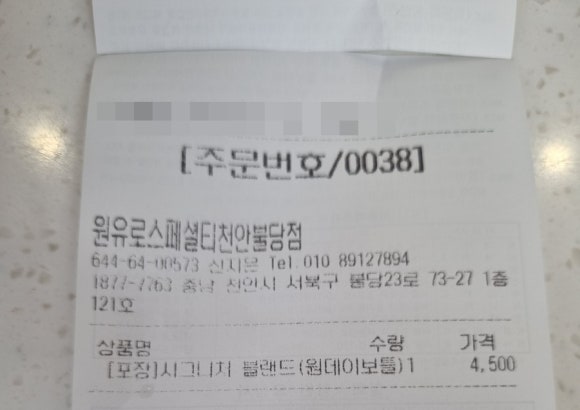 [주문번호/0038]
원유로스페셜티천안불당점
644-64-00573 신지운 Tel.010 89127894
1877-7763 충남 천안시 서북구 불당23로 73-27 1층
121호
상품명 수량 가격
[포장]시그니처 블랜드(원데이보틀)1 4,500